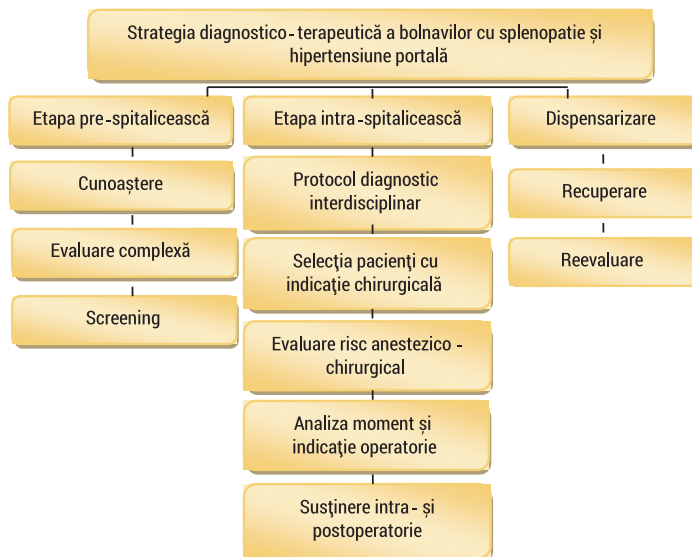 Strategia diagnostico-terapeutică a bolnavilor cu splenopatie și
hipertensiune portală
Etapa pre-spitalicească
Cunoaștere
Evaluare complexă
Screening
Etapa intra-spitalicească
Protocol diagnostic
interdisciplinar
Selecţia pacienţi cu
indicaţie chirurgicală
Evaluare risc anestezico-
chirurgical
Analiza moment și
indicaţie operatorie
Susţinere intra- și
postoperatorie
Dispensarizare
Recuperare
Reevaluare